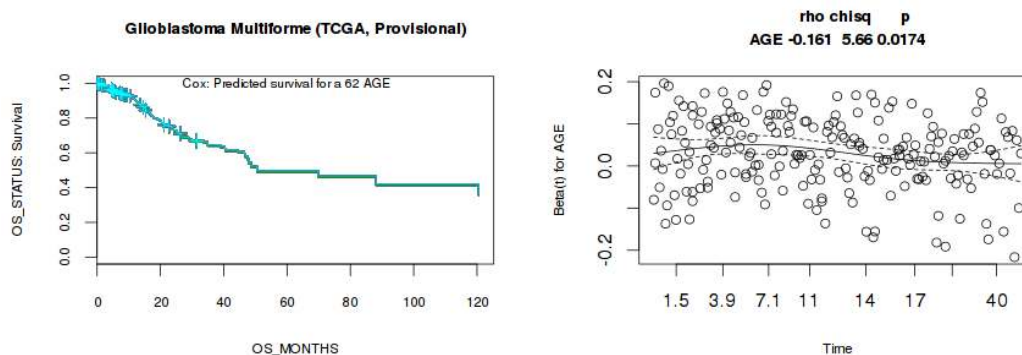 Glioblastoma Multiforme (TCGA, Provisional)
Cox: Predicted survival for a 62 AGE
OS_STATUS: Survival
1.0
0.8
0.6
0.4
0.2
0.0
0 20 40 60 80 100 120
OS_MONTHS
rho chisq p
AGE -0.161 5.66 0.0174
Beta(t) for AGE
0.2
0.0
-0.2
1.5 3.9 7.1 11 14 17 40
Time